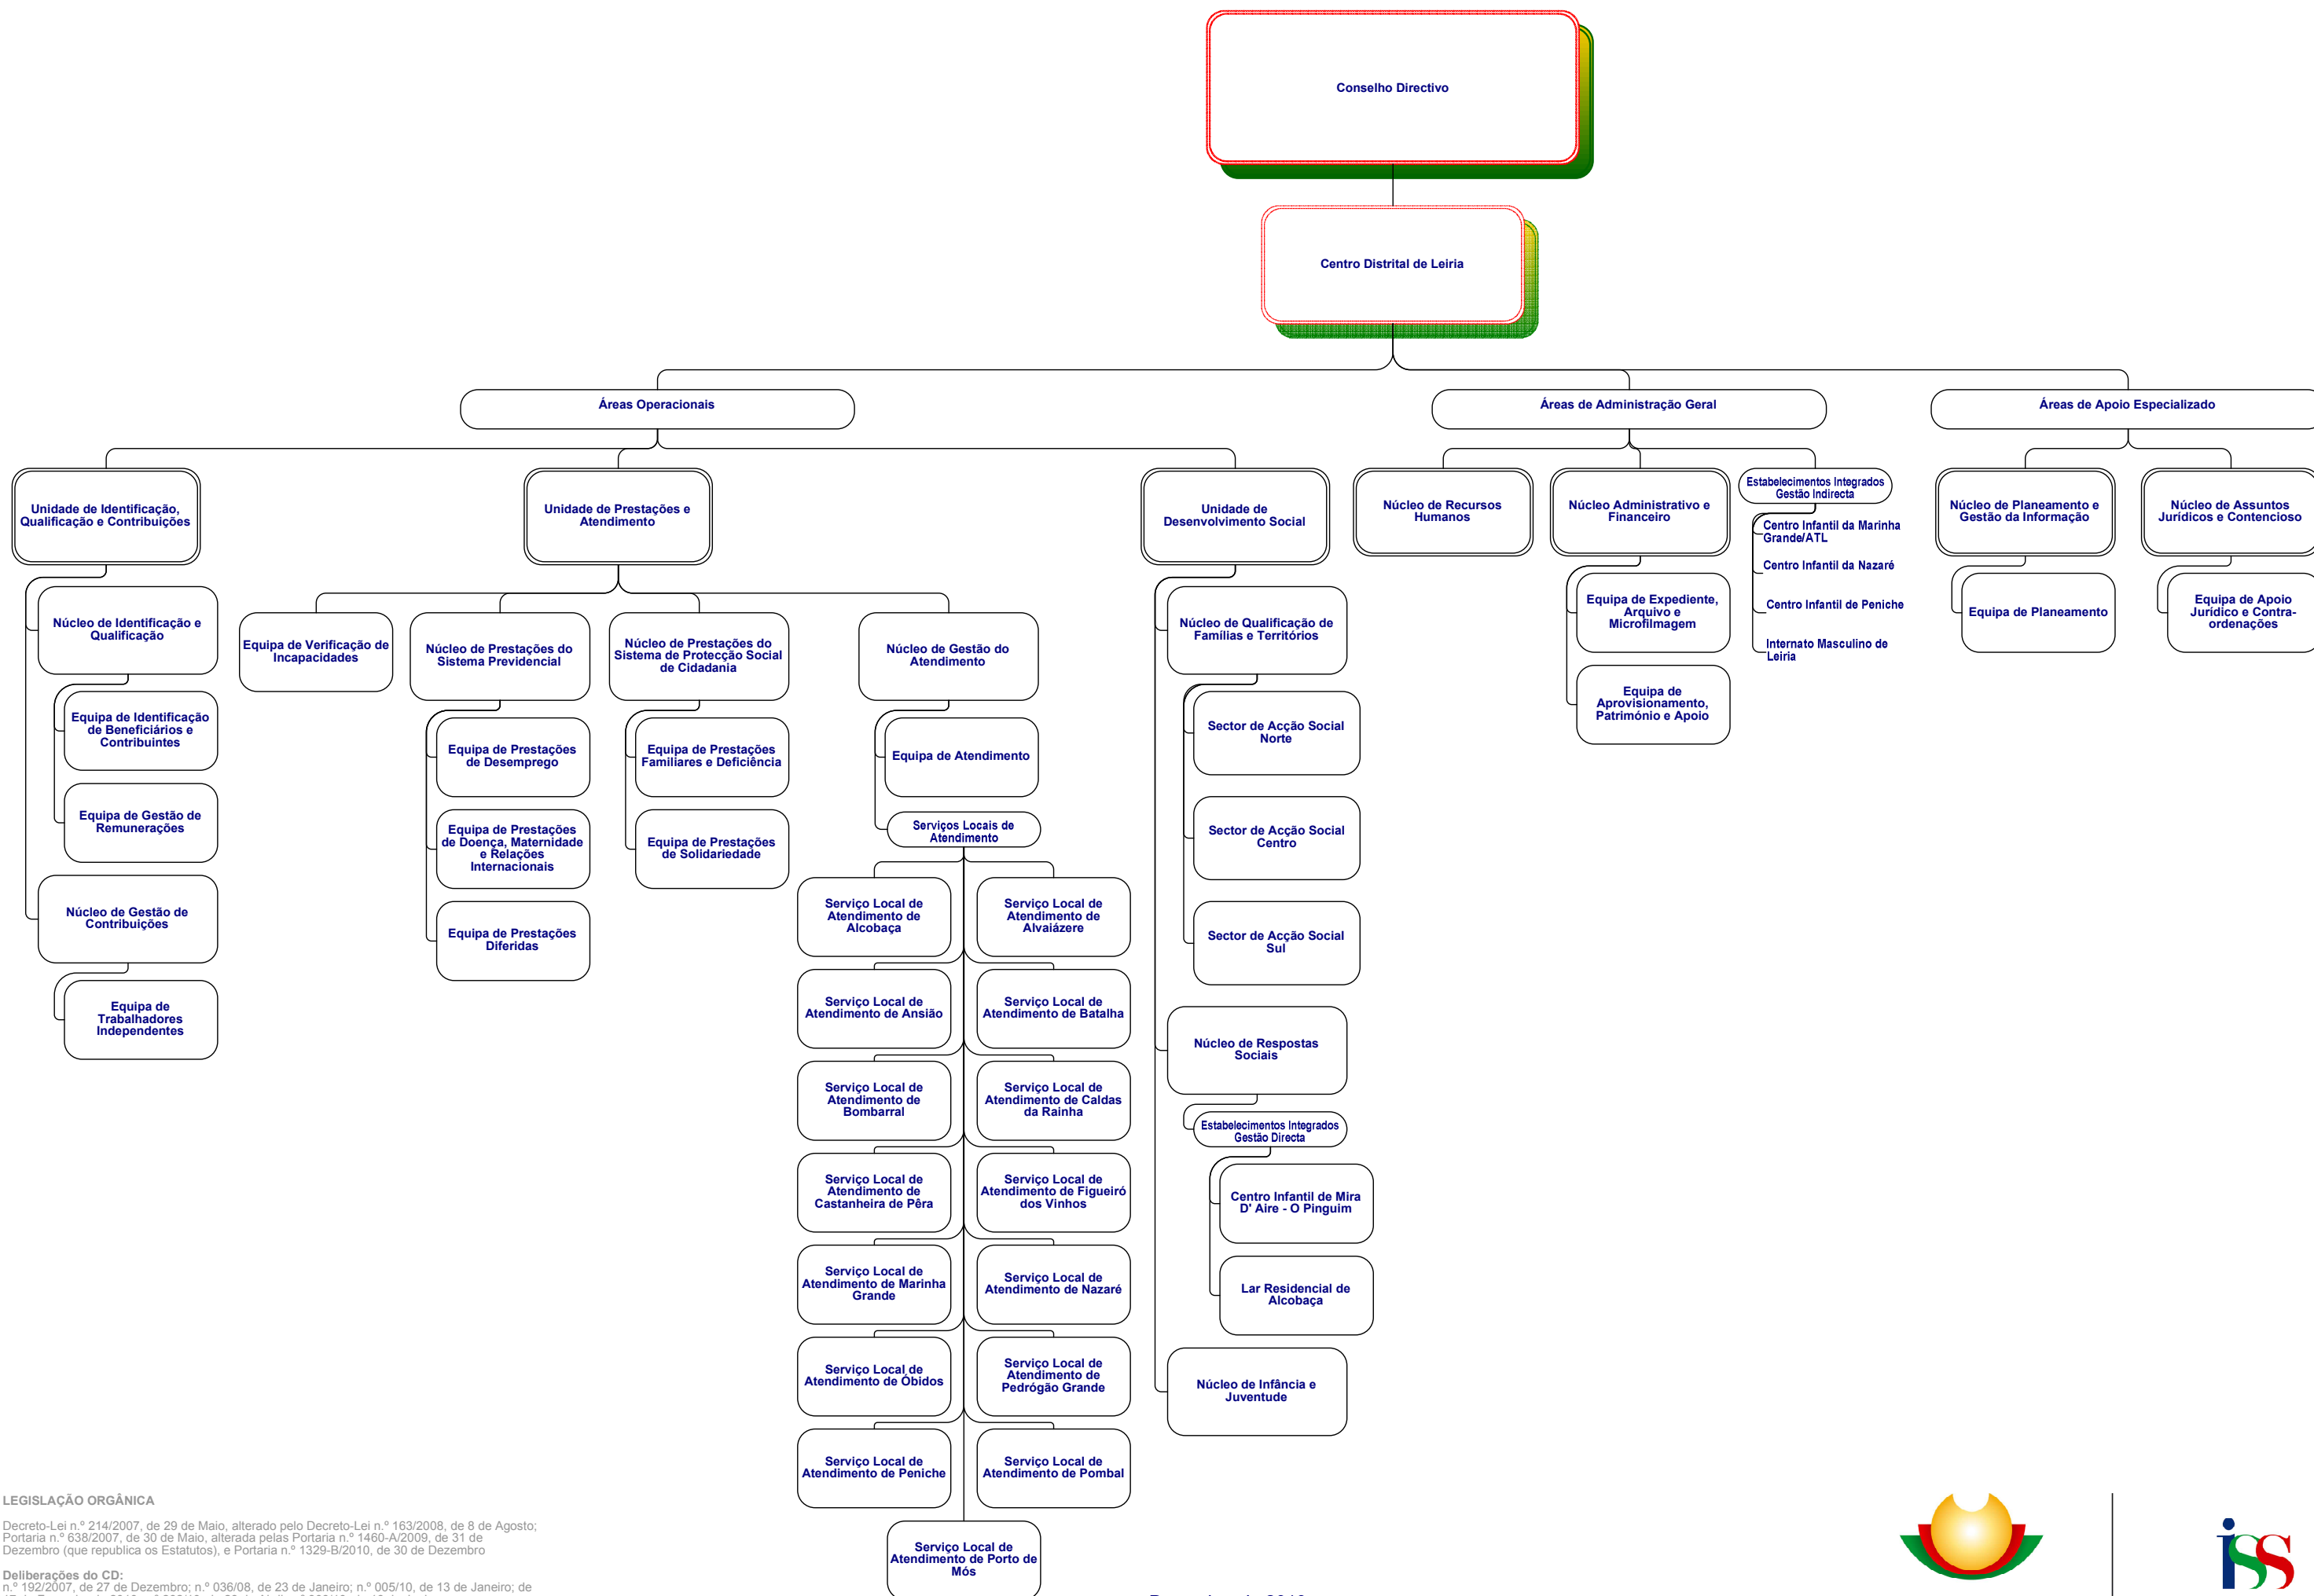 Conselho Directivo
Centro Distrital de Leiria
Áreas Operacionais
Áreas de Administração Geral
Áreas de Apoio Especializado
Unidade de Identificação,
Qualificação e Contribuições
Unidade de Prestações e
Atendimento
Unidade de
Desenvolvimento Social
Núcleo de Recursos
Humanos
Núcleo Administrativo e
Financeiro
Estabelecimentos Integrados
Gestão Indirecta
Núcleo de Planeamento e
Gestão da Informação
Núcleo de Assuntos
Jurídicos e Contencioso
Centro Infantil da Marinha
Grande/ATL
Centro Infantil da Nazaré
Centro Infantil de Peniche
Internato Masculino de
Leiria
Equipa de Expediente,
Arquivo e
Microfilmagem
Equipa de
Aprovisionamento,
Património e Apoio
Equipa de Planeamento
Equipa de Apoio
Jurídico e Contra-
ordenações
Núcleo de Identificação e
Qualificação
Equipa de Identificação
de Beneficiários e
Contribuintes
Equipa de Gestão de
Remunerações
Núcleo de Gestão de
Contribuições
Equipa de
Trabalhadores
Independentes
Equipa de Verificação de
Incapacidades
Núcleo de Prestações do
Sistema Previdencial
Equipa de Prestações
de Desemprego
Equipa de Prestações
de Doença, Maternidade
e Relações
Internacionais
Equipa de Prestações
Diferidas
Núcleo de Prestações do
Sistema de Protecção Social
de Cidadania
Equipa de Prestações
Familiares e Deficiência
Equipa de Prestações
de Solidariedade
Núcleo de Gestão do
Atendimento
Equipa de Atendimento
Serviços Locais de
Atendimento
Serviço Local de
Atendimento de
Alcobaça
Serviço Local de
Atendimento de
Alvaiázere
Serviço Local de
Atendimento de Ansião
Serviço Local de
Atendimento de Batalha
Serviço Local de
Atendimento de
Bombarral
Serviço Local de
Atendimento de Caldas
da Rainha
Serviço Local de
Atendimento de
Castanheira de Pêra
Serviço Local de
Atendimento de Figueiró
dos Vinhos
Serviço Local de
Atendimento de Marinha
Grande
Serviço Local de
Atendimento de Nazaré
Serviço Local de
Atendimento de Óbidos
Serviço Local de
Atendimento de
Pedrógão Grande
Serviço Local de
Atendimento de Peniche
Serviço Local de
Atendimento de Pombal
Serviço Local de
Atendimento de Porto de
Mós
Núcleo de Qualificação de
Famílias e Territórios
Sector de Acção Social
Norte
Sector de Acção Social
Centro
Sector de Acção Social
Sul
Núcleo de Respostas
Sociais
Estabelecimentos Integrados
Gestão Directa
Centro Infantil de Mira
D' Aire - O Pinguim
Lar Residencial de
Alcobaça
Núcleo de Infância e
Juventude
LEGISLAÇÃO ORGÂNICA
Decreto-Lei n.º 214/2007, de 29 de Maio, alterado pelo Decreto-Lei n.º 163/2008, de 8 de Agosto;
Portaria n.º 638/2007, de 30 de Maio, alterada pelas Portaria n.º 1460-A/2009, de 31 de
Dezembro (que republica os Estatutos), e Portaria n.º 1329-B/2010, de 30 de Dezembro
Deliberações do CD:
n.º 192/2007, de 27 de Dezembro; n.º 036/08, de 23 de Janeiro; n.º 005/10, de 13 de Janeiro; de
iss